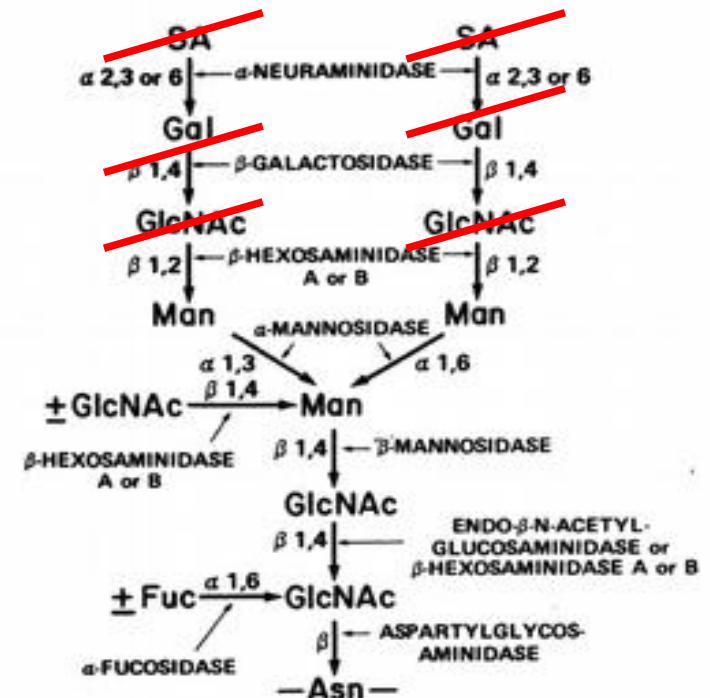 SA SA
α 2,3 or 6 α-NEURAMINIDASE α 2,3 or 6
Gal Gal
β 1,4 β-GALACTOSIDASE β 1,4
GlcNAc GlcNAc
β 1,2 β-HEXOSAMINIDASE β 1,2
A or B
Man Man
α-MANNOSIDASE
α 1,3 α 1,6
± GlcNAc β 1,4 Man
β-HEXOSAMINIDASE
A or B
β 1,4 β-MANNOSIDASE
GlcNAc
β 1,4 ENDO-β-N-ACETYL-
GLUCOSAMINIDASE or
β-HEXOSAMINIDASE A or B
± Fuc α 1,6 GlcNAc
α-FUCOSIDASE
β ASPARTYLGLYCOS-
AMINIDASE
—Asn—